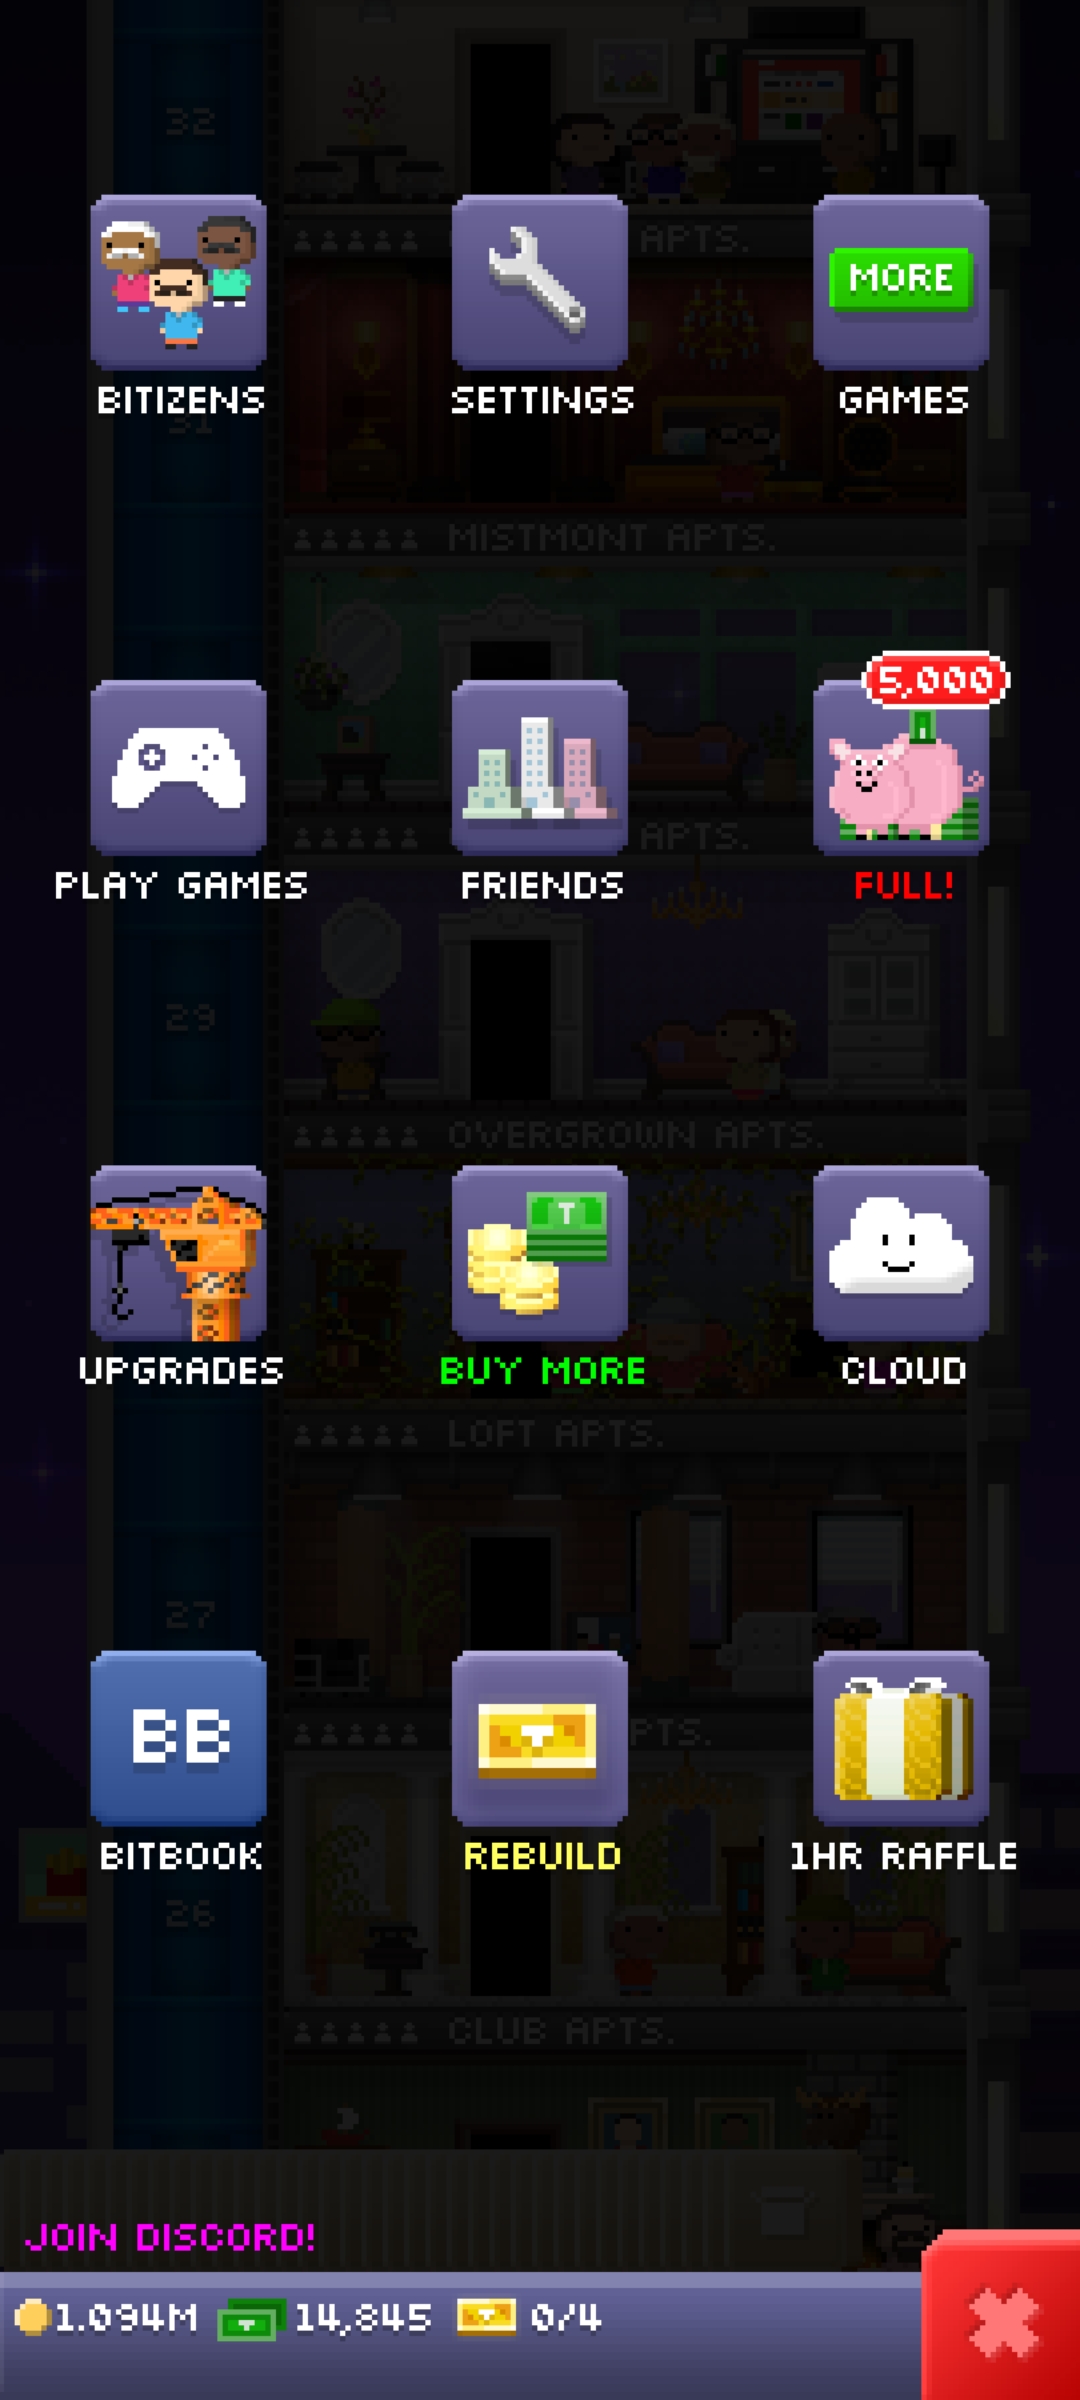 32
APTS.
MORE
BITIZENS
SETTINGS
GAMES
31
MISTMONT APTS.
5,000
APTS.
PLAY GAMES
FRIENDS
FULL!
29
OVERGROWN APTS.
T
UPGRADES
BUY MORE
CLOUD
LOFT APTS.
27
BB
PTS.
BITBOOK
REBUILD
1HR RAFFLE
26
CLUB APTS.
JOIN DISCORD!
1.094M 14,845 0/4